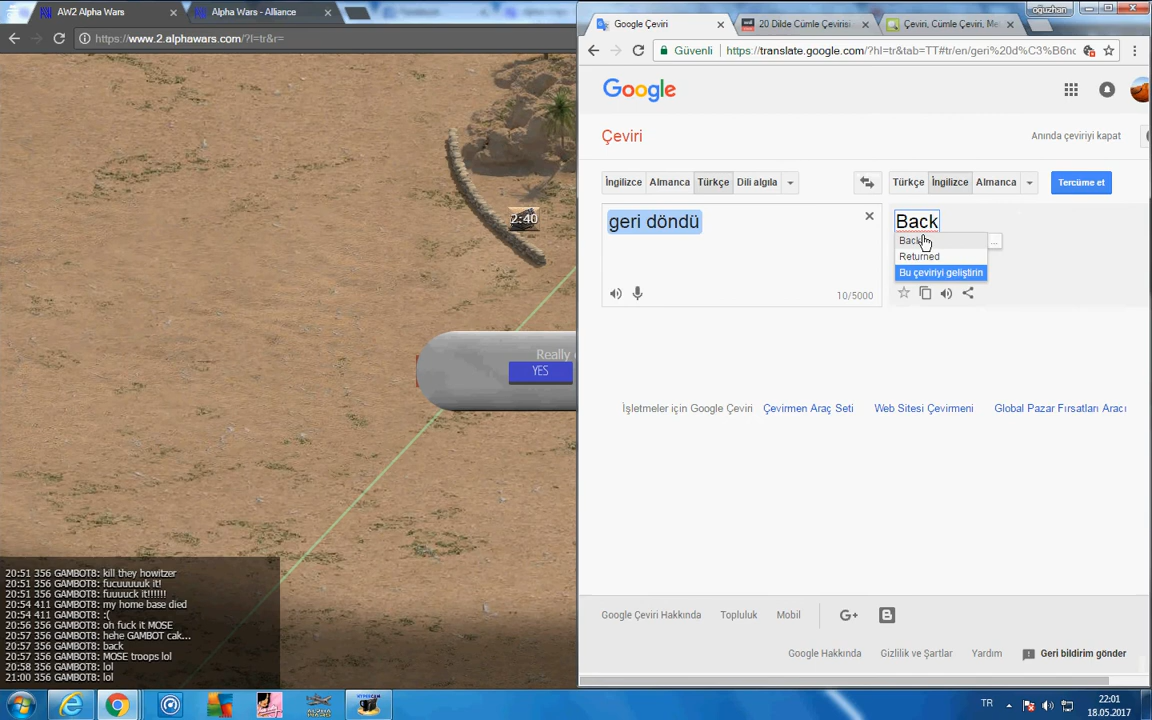 AW2 Alpha Wars
Alpha Wars - Alliance
https://www.2.alphawars.com/?l=tr&r=
2:40
Really
YES
20:51 356 GAMBOT8: kill they howitzer
20:51 356 GAMBOT8: fucuuuuuk it!
20:51 356 GAMBOT8: fuuuuck it!!!!!!
20:54 411 GAMBOT8: my home base died
20:54 411 GAMBOT8: :(
20:56 356 GAMBOT8: oh fuck it MOSE
20:57 356 GAMBOT8: hehe GAMBOT cak...
20:57 356 GAMBOT8: back
20:57 356 GAMBOT8: MOSE troops lol
20:58 356 GAMBOT8: lol
21:00 356 GAMBOT8: lol
oğuzhan
Google Çeviri
20 Dilde Cümle Çevirisi
Çeviri, Cümle Çeviri, Me
Güvenli
https://translate.google.com/?hl=tr&tab=TT#tr/en/geri%20d%C3%B6nc
Google
Çeviri
Anında çeviriyi kapat
İngilizce Almanca Türkçe Dili algıla
Türkçe İngilizce Almanca
Tercüme et
geri döndü
10/5000
Back
Back
...
Returned
Bu çeviriyi geliştirin
İşletmeler için Google Çeviri Çevirmen Araç Seti Web Sitesi Çevirmeni Global Pazar Fırsatları Aracı
Google Çeviri Hakkında Topluluk Mobil G+
Google Hakkında Gizlilik ve Şartlar Yardım Geri bildirim gönder
TR
22:01
18.05.2017